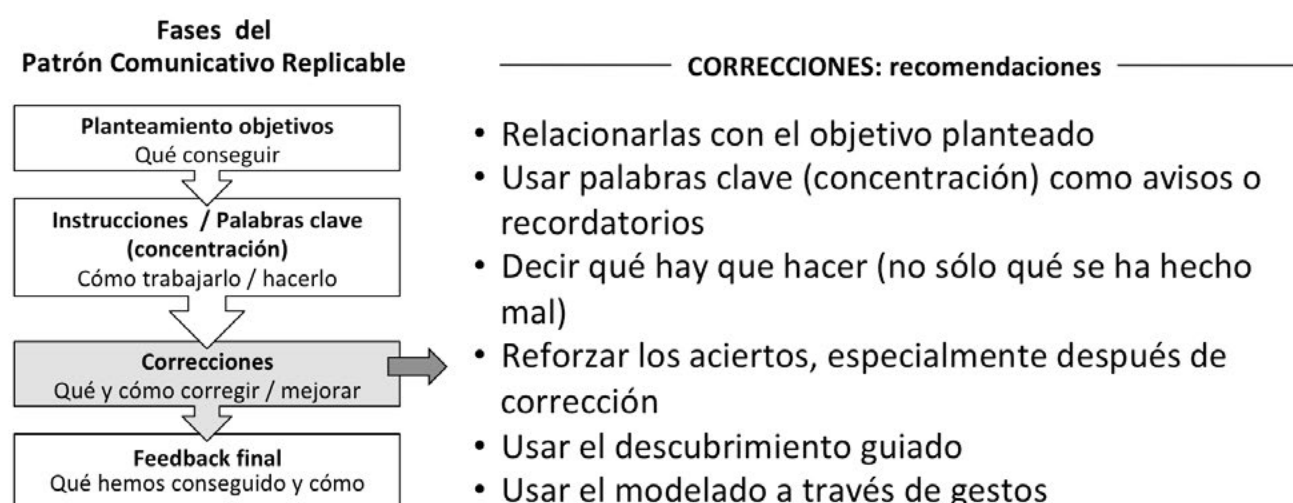 Fases del
Patrón Comunicativo Replicable
Planteamiento objetivos
Qué conseguir
Instrucciones / Palabras clave
(concentración)
Cómo trabajarlo / hacerlo
Correcciones
Qué y cómo corregir / mejorar
Feedback final
Qué hemos conseguido y cómo
CORRECCIONES: recomendaciones
• Relacionarlas con el objetivo planteado
• Usar palabras clave (concentración) como avisos o
recordatorios
• Decir qué hay que hacer (no sólo qué se ha hecho
mal)
• Reforzar los aciertos, especialmente después de
corrección
• Usar el descubrimiento guiado
• Usar el modelado a través de gestos